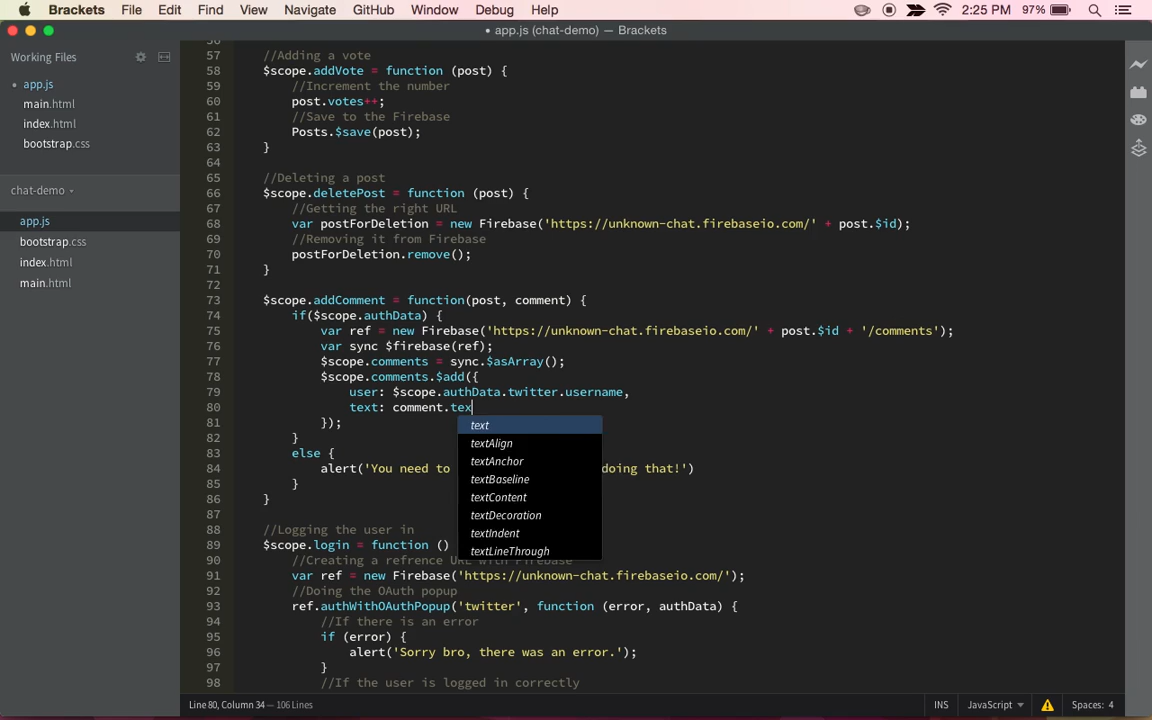 Brackets File Edit Find View Navigate GitHub Window Debug Help 2:25 PM 97%
• app.js (chat-demo) — Brackets
Working Files
app.js
main.html
index.html
bootstrap.css
chat-demo
app.js
bootstrap.css
index.html
main.html
57 //Adding a vote
58 $scope.addVote = function (post) {
59 //Increment the number
60 post.votes++;
61 //Save to the Firebase
62 Posts.$save(post);
63 }
64
65 //Deleting a post
66 $scope.deletePost = function (post) {
67 //Getting the right URL
68 var postForDeletion = new Firebase('https://unknown-chat.firebaseio.com/' + post.$id);
69 //Removing it from Firebase
70 postForDeletion.remove();
71 }
72
73 $scope.addComment = function(post, comment) {
74 if($scope.authData) {
75 var ref = new Firebase('https://unknown-chat.firebaseio.com/' + post.$id + '/comments');
76 var sync $firebase(ref);
77 $scope.comments = sync.$asArray();
78 $scope.comments.$add({
79 user: $scope.authData.twitter.username,
80 text: comment.tex
81 });
82 }
83 else {
84 alert('You need to doing that!')
85 }
86 }
87
88 //Logging the user in
89 $scope.login = function ()
90 //Creating a refrence URL with Firebase
91 var ref = new Firebase('https://unknown-chat.firebaseio.com/');
92 //Doing the OAuth popup
93 ref.authWithOAuthPopup('twitter', function (error, authData) {
94 //If there is an error
95 if (error) {
96 alert('Sorry bro, there was an error.');
97 }
98 //If the user is logged in correctly
text
textAlign
textAnchor
textBaseline
textContent
textDecoration
textIndent
textLineThrough
Line 80, Column 34 — 106 Lines
INS JavaScript Spaces: 4